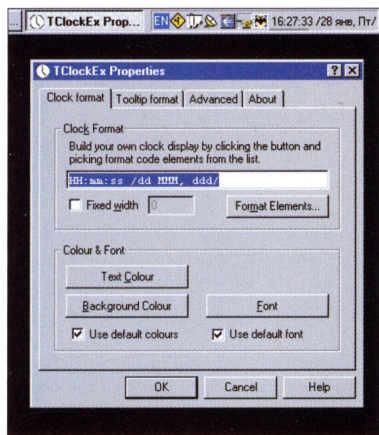 ... TClockEx Prop... EN 16:27:33 /28 янв, Пт/
TClockEx Properties
Clock format Tooltip format Advanced About
Clock Format
Build your own clock display by clicking the button and
picking format code elements from the list.
HH:mm:ss /dd MMM, ddd/
Fixed width 0 Format Elements...
Colour & Font
Text Colour
Background Colour Font
Use default colours Use default font
OK Cancel Help